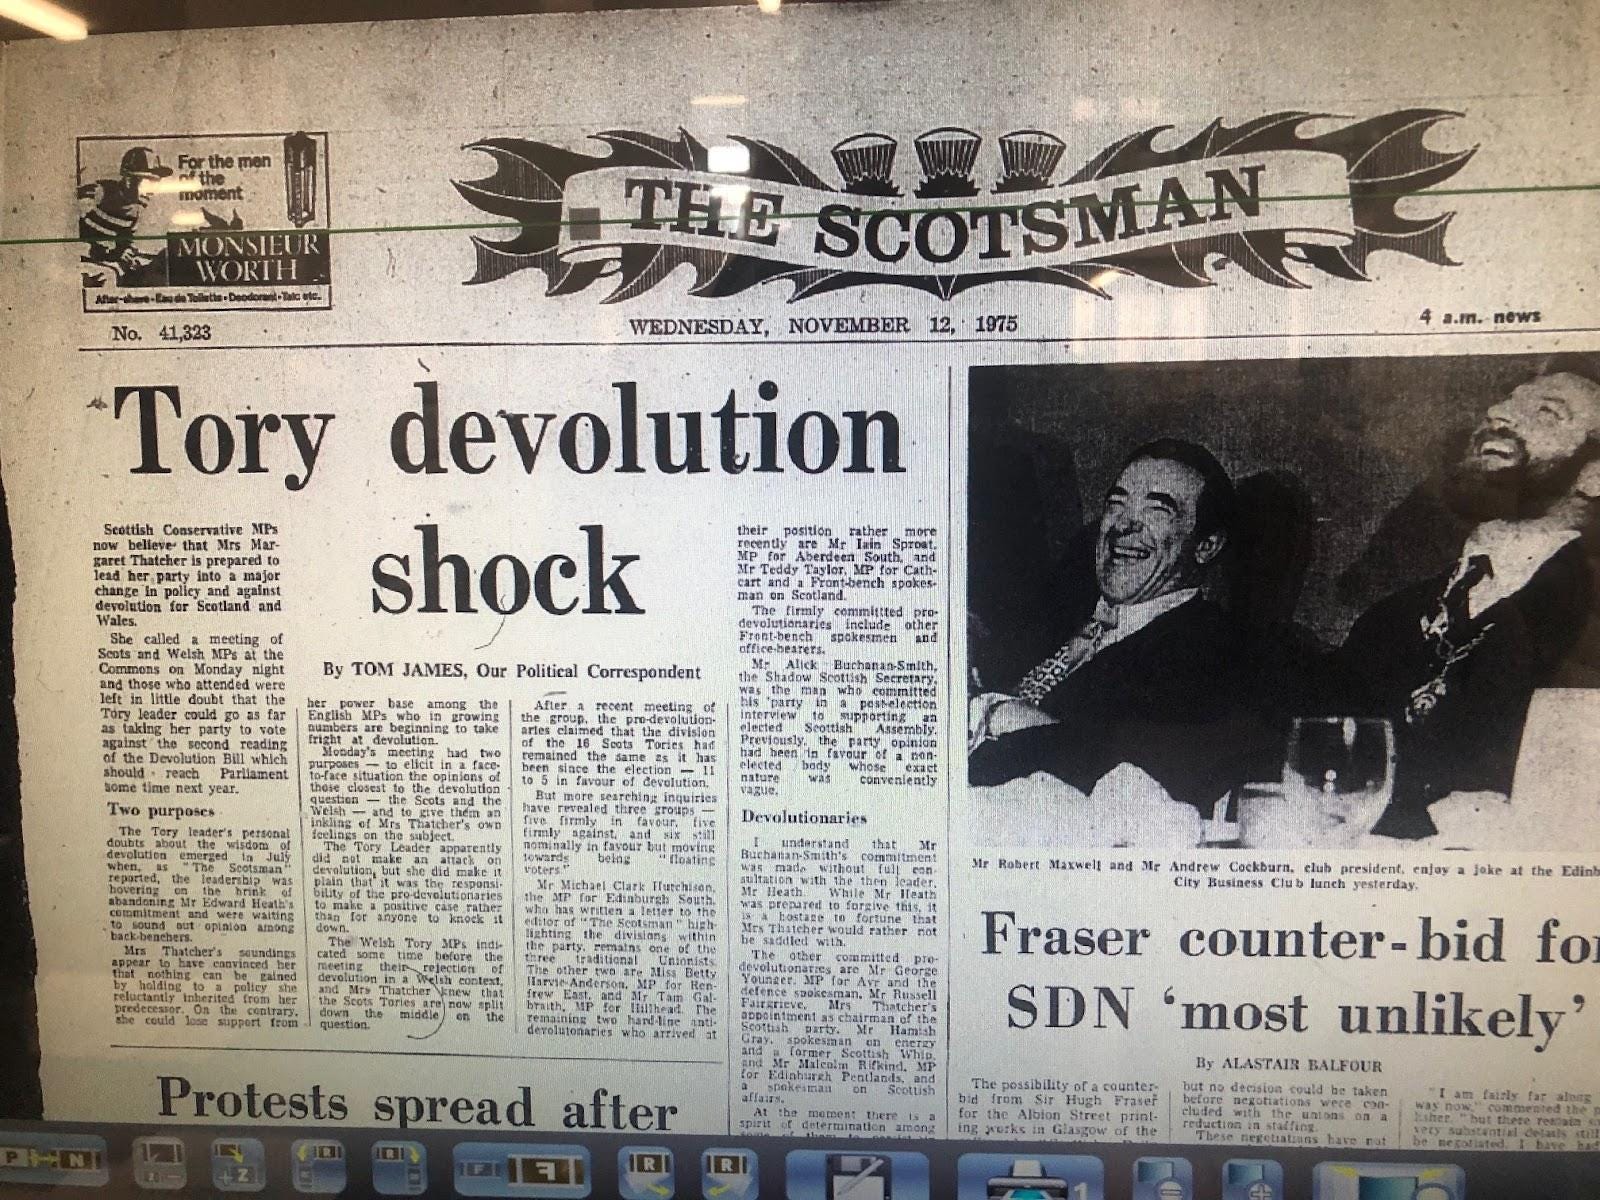 For the men
of the
moment
MONSIEUR
WORTH
After-shave • Eau de Toilette • Deodorant • Talc etc.
THE SCOTSMAN
No. 41,323
WEDNESDAY, NOVEMBER 12, 1975
4 a.m. news
Tory devolution
shock
By TOM JAMES, Our Political Correspondent
Scottish Conservative MPs
now believe that Mrs Mar-
garet Thatcher is prepared to
lead her party into a major
change in policy and against
devolution for Scotland and
Wales.
She called a meeting of
Scots and Welsh MPs at the
Commons on Monday night
and those who attended were
left in little doubt that the
Tory leader could go as far
as taking her party to vote
against the second reading
of the Devolution Bill which
should reach Parliament
some time next year.
Two purposes
The Tory leader's personal
doubts about the wisdom of
devolution emerged in July
when, as "The Scotsman"
reported, the leadership was
hovering on the brink of
abandoning Mr Edward Heath's
commitment and were waiting
to sound out opinion among
back-benchers.
Mrs Thatcher's soundings
appear to have convinced her
that nothing can be gained
by holding to a policy she
reluctantly inherited from her
predecessor. On the contrary,
she could lose support from
her power base among the
English MPs who in growing
numbers are beginning to take
fright at devolution.
Monday's meeting had two
purposes — to elicit in a face-
to-face situation the opinions of
those closest to the devolution
question — the Scots and the
Welsh — and to give them an
inkling of Mrs Thatcher's own
feelings on the subject.
The Tory Leader apparently
did not make an attack on
devolution, but she did make it
plain that it was the responsi-
bility of the pro-devolutionaries
to make a positive case rather
than for anyone to knock it
down.
The Welsh Tory MPs indi-
cated some time before the
meeting their rejection of
devolution in a Welsh context,
and Mrs Thatcher knew that
the Scots Tories are now split
down the middle on the
question.
After a recent meeting of
the group, the pro-devolution-
aries claimed that the division
of the 16 Scots Tories had
remained the same as it has
been since the election — 11
to 5 in favour of devolution.
But more searching inquiries
have revealed three groups —
five firmly in favour, five
firmly against, and six still
nominally in favour but moving
towards being "floating
voters."
Mr Michael Clark Hutchison,
the MP for Edinburgh South,
who has written a letter to the
editor of "The Scotsman" high-
lighting the divisions within
the party, remains one of the
three traditional Unionists.
The other two are Miss Betty
Harvie-Anderson, MP for Ren-
frew East, and Mr Tam Gal-
braith, MP for Hillhead. The
remaining two hard-line anti-
devolutionaries who arrived at
their position rather more
recently are Mr Iain Sproat,
MP for Aberdeen South, and
Mr Teddy Taylor, MP for Cath-
cart and a Front-bench spokes-
man on Scotland.
The firmly committed pro-
devolutionaries include other
Front-bench spokesmen and
office-bearers.
Mr Alick Buchanan-Smith,
the Shadow Scottish Secretary,
was the man who committed
his party in a post-election
interview to supporting an
elected Scottish Assembly.
Previously, the party opinion
had been in favour of a non-
elected body whose exact
nature was conveniently
vague.
Devolutionaries
I understand that Mr
Buchanan-Smith's commitment
was made without full con-
sultation with the then leader,
Mr Heath. While Mr Heath
was prepared to forgive this, it
is a hostage to fortune that
Mrs Thatcher would rather not
be saddled with.
The other committed pro-
devolutionaries are Mr George
Younger, MP for Ayr and the
defence spokesman, Mr Russell
Fairgrieve, Mrs Thatcher's
appointment as chairman of the
Scottish party, Mr Hamish
Gray, spokesman on energy
and a former Scottish Whip,
and Mr Malcolm Rifkind, MP
for Edinburgh Pentlands, and
a spokesman on Scottish
affairs.
At the moment there is a
spirit of determination among
Protests spread after
Mr Robert Maxwell and Mr Andrew Cockburn, club president, enjoy a joke at the Edinb
City Business Club lunch yesterday.
Fraser counter-bid for
SDN 'most unlikely'
By ALASTAIR BALFOUR
The possibility of a counter-
bid from Sir Hugh Fraser
for the Albion Street print-
ing works in Glasgow of the
but no decision could be taken
before negotiations were con-
cluded with the unions on a
reduction in staffing.
These negotiations have not
"I am fairly far along
way now," commented the p
lisher, "but there remain s
very substantial details still
be negotiated. I have had
P N
+Z
R
R
F
R
R
1